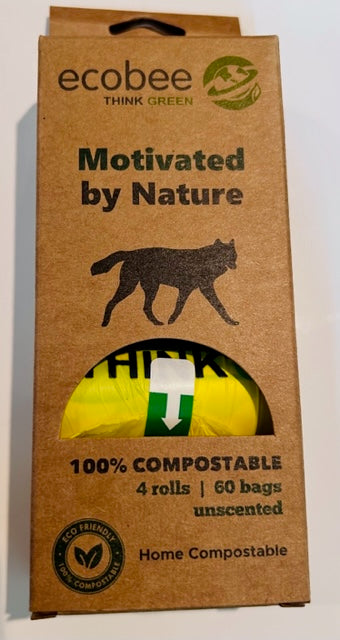 ecobee
THINK GREEN
Motivated
by Nature
THINK
100% COMPOSTABLE
4 rolls | 60 bags
unscented
ECO FRIENDLY
100% COMPOSTABLE
Home Compostable